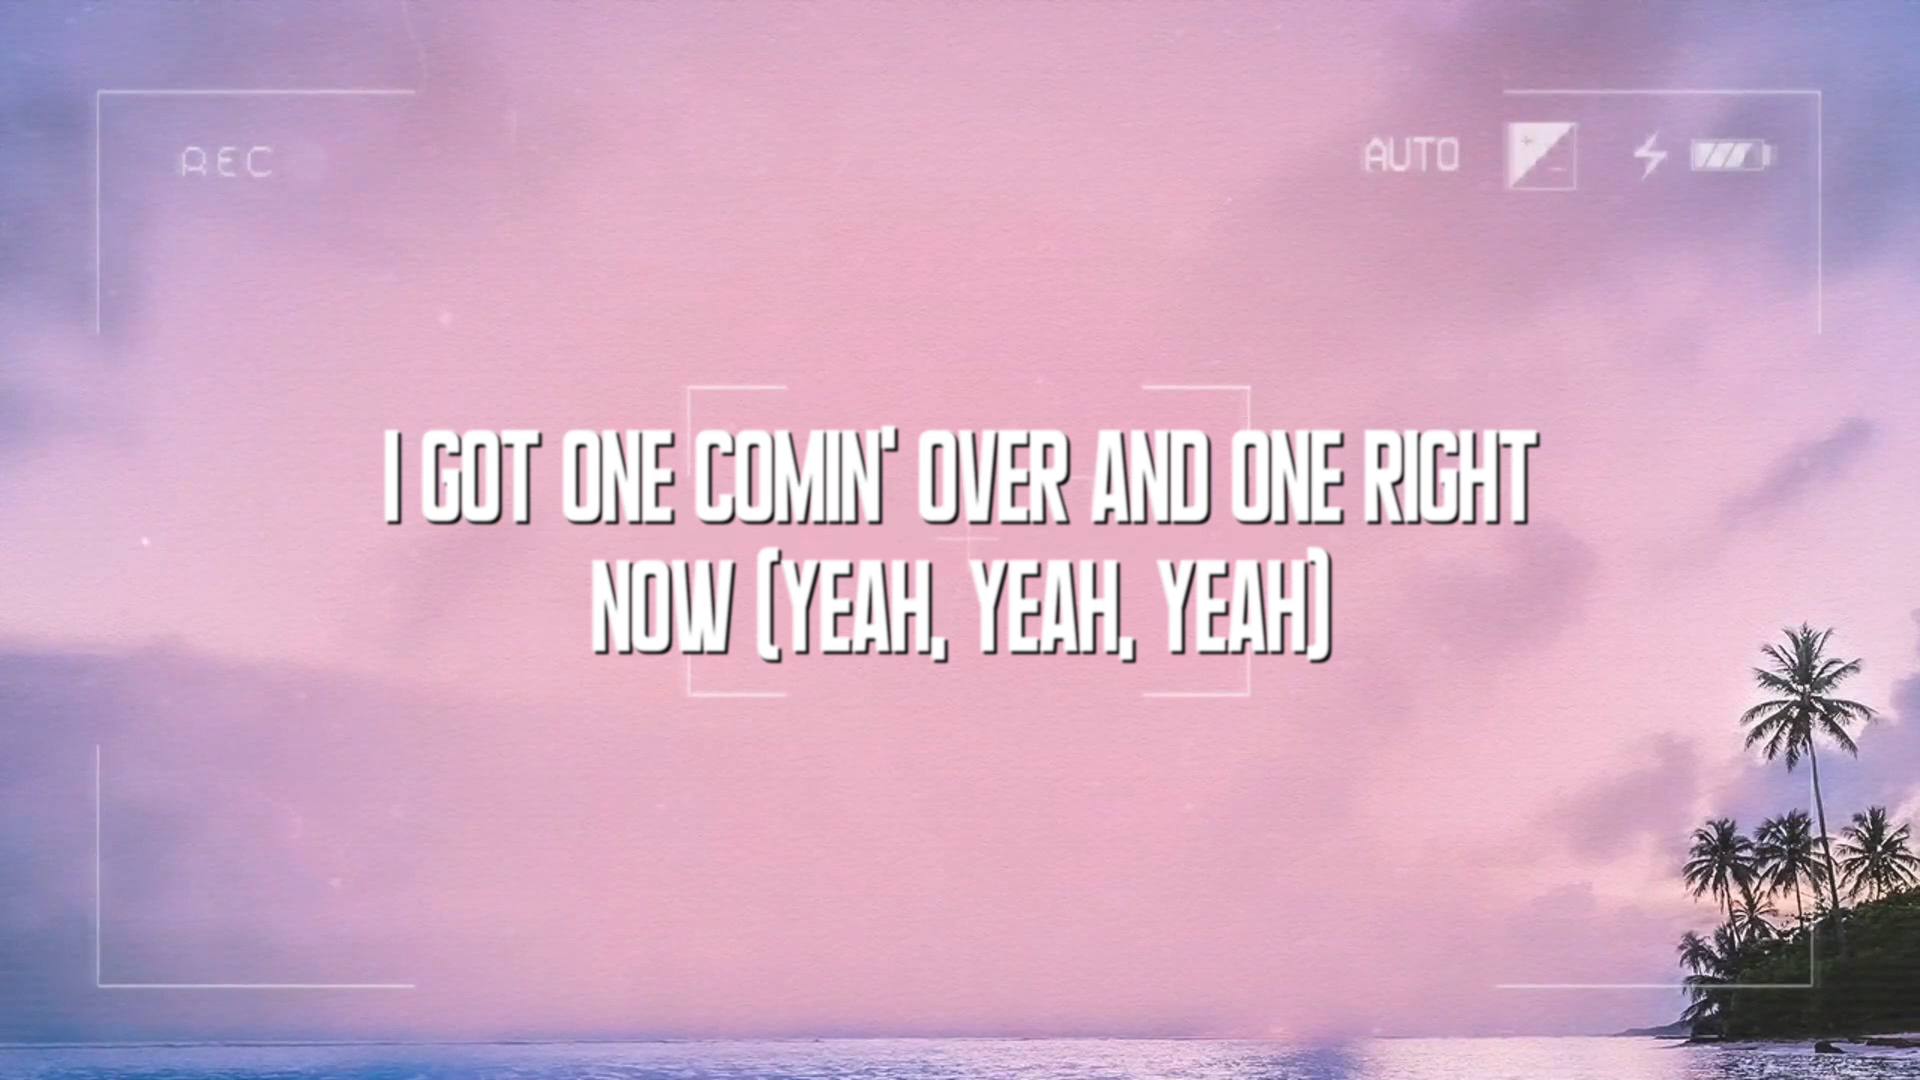 REC
AUTO
I GOT ONE COMIN' OVER AND ONE RIGHT
NOW (YEAH, YEAH, YEAH)